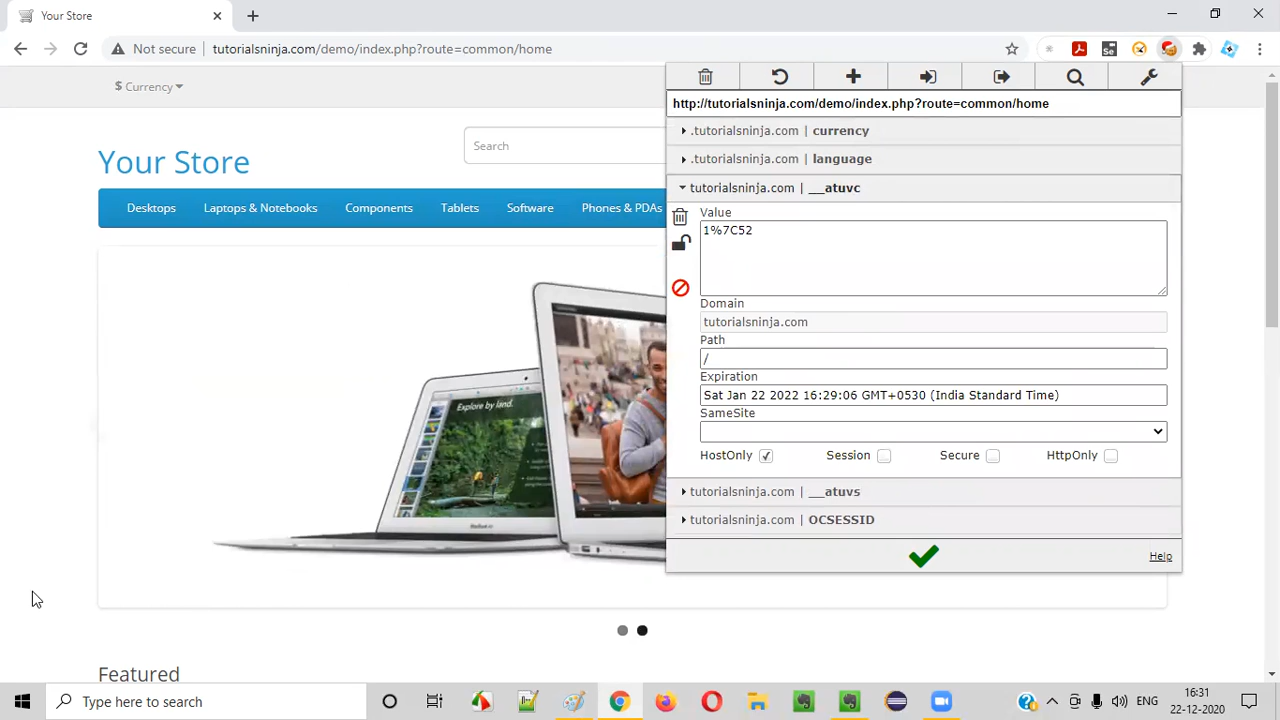 Your Store
Not secure
tutorialsninja.com/demo/index.php?route=common/home
$ Currency
Your Store
Search
Desktops
Laptops & Notebooks
Components
Tablets
Software
Phones & PDAs
Explore by land.
MacBook Air
http://tutorialsninja.com/demo/index.php?route=common/home
.tutorialsninja.com | currency
.tutorialsninja.com | language
tutorialsninja.com | __atuvc
Value
1%7C52
Domain
tutorialsninja.com
Path
/
Expiration
Sat Jan 22 2022 16:29:06 GMT+0530 (India Standard Time)
SameSite
HostOnly
Session
Secure
HttpOnly
tutorialsninja.com | __atuvs
tutorialsninja.com | OCSESSID
Help
Featured
Type here to search
16:31
22-12-2020